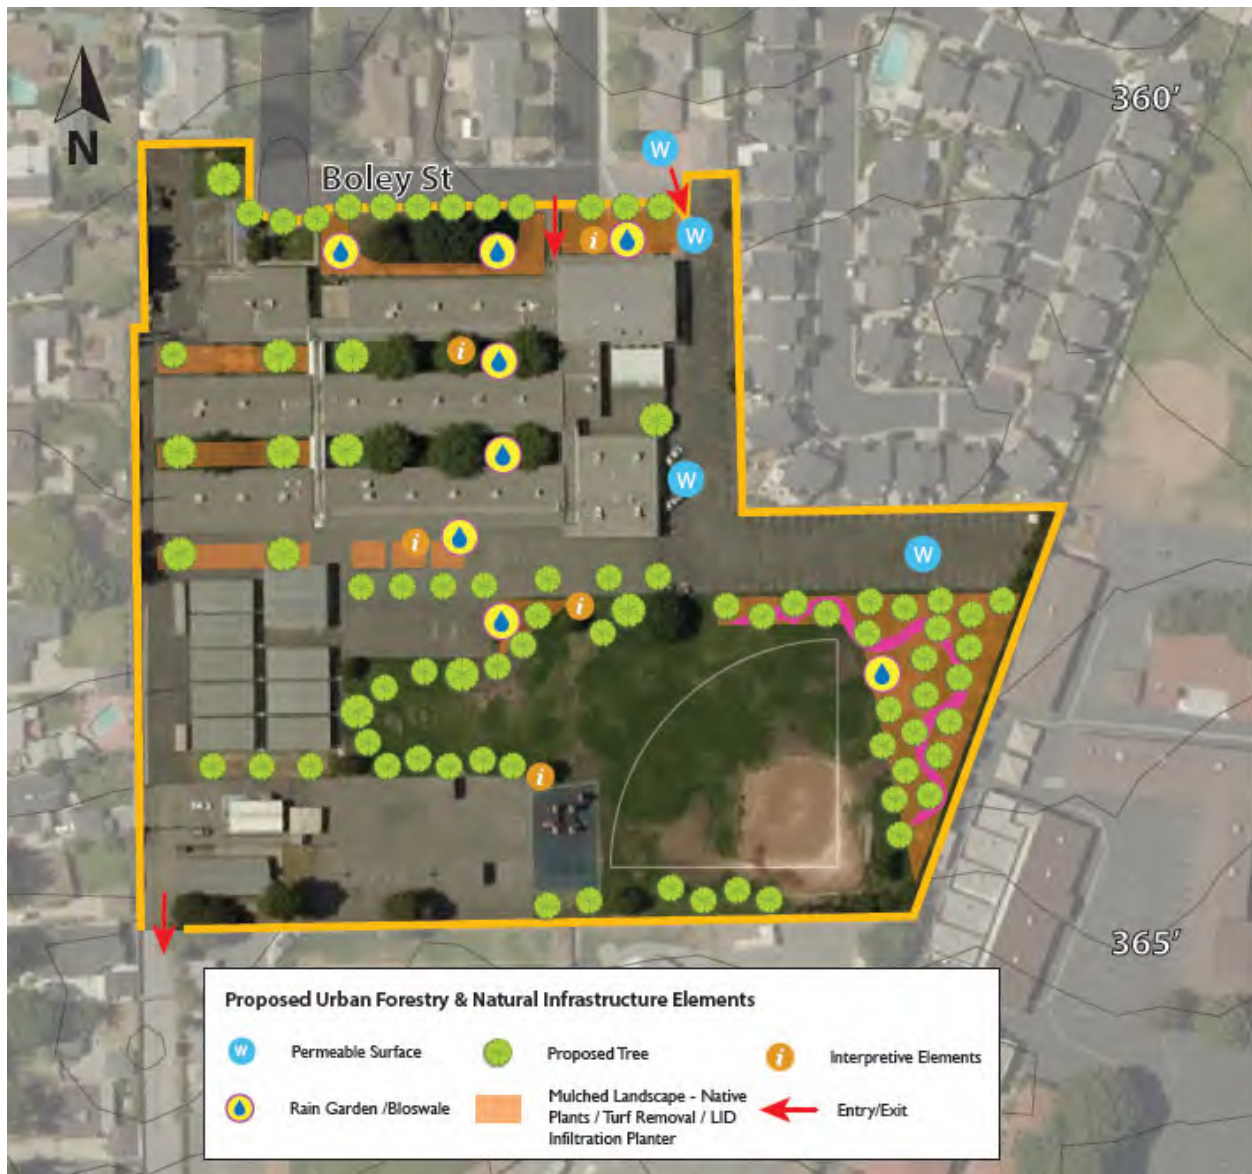 360'
N
W
Boley St
W
i
i
W
W
i
i
i
365'
Proposed Urban Forestry & Natural Infrastructure Elements
W Permeable Surface
Proposed Tree
i Interpretive Elements
Rain Garden /Bloswale
Mulched Landscape - Native
Plants / Turf Removal / LID
Infiltration Planter
Entry/Exit